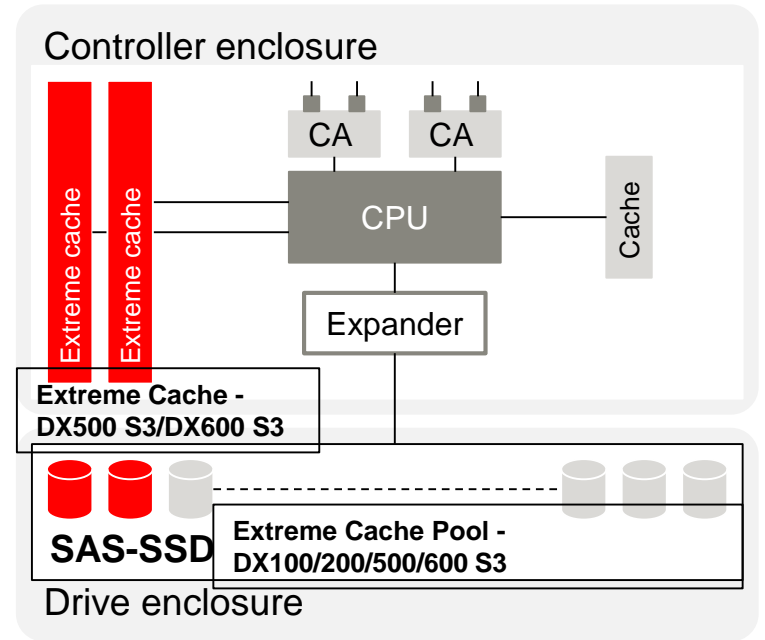 Controller enclosure
CA
CA
Extreme cache
Extreme cache
CPU
Cache
Expander
Extreme Cache -
DX500 S3/DX600 S3
SAS-SSD
Extreme Cache Pool -
DX100/200/500/600 S3
Drive enclosure